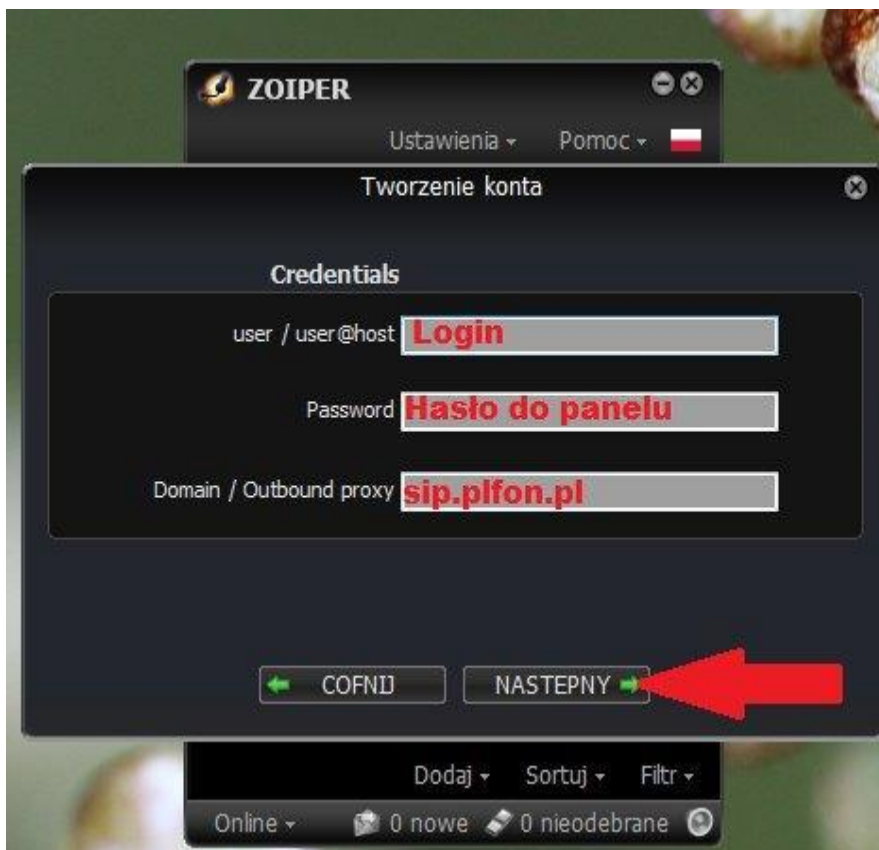 ZOIPER
Ustawienia Pomoc
Tworzenie konta
Credentials
user / user@host Login
Password Hasło do panelu
Domain / Outbound proxy sip.plfon.pl
COFNIJ NASTEPNY
Dodaj Sortuj Filtr
Online 0 nowe 0 nieodebrane